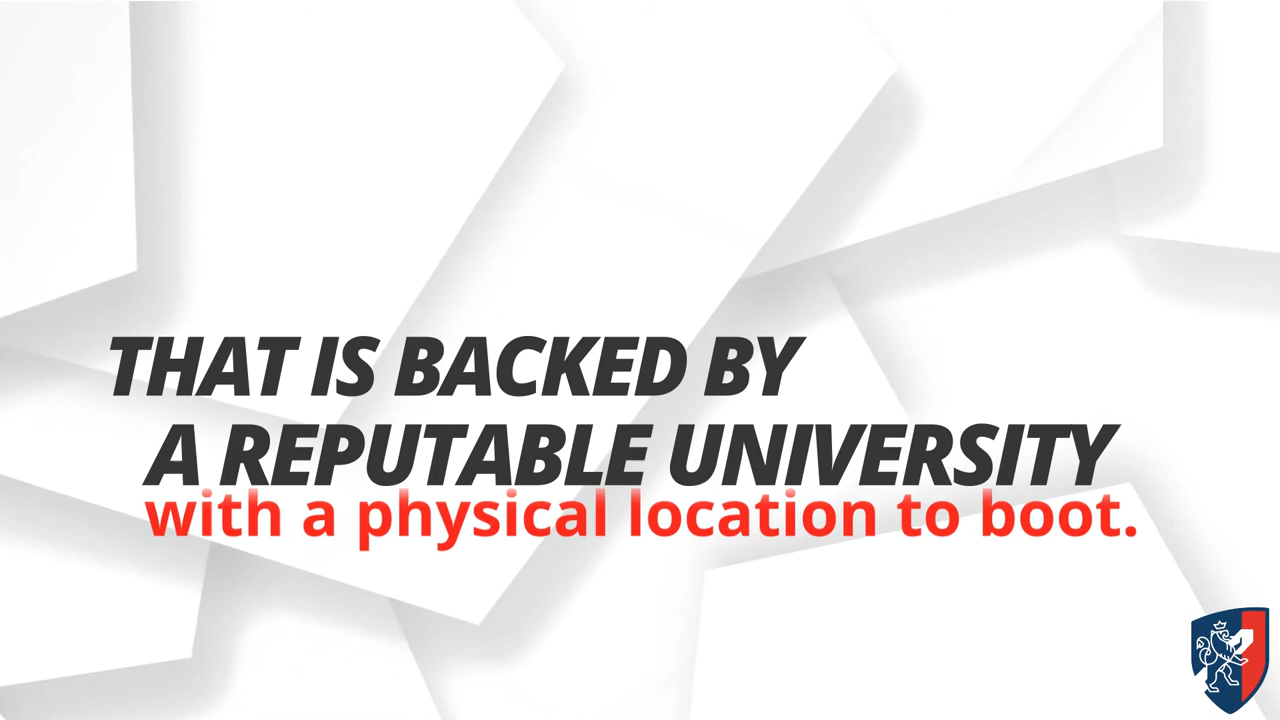 THAT IS BACKED BY
A REPUTABLE UNIVERSITY
with a physical location to boot.